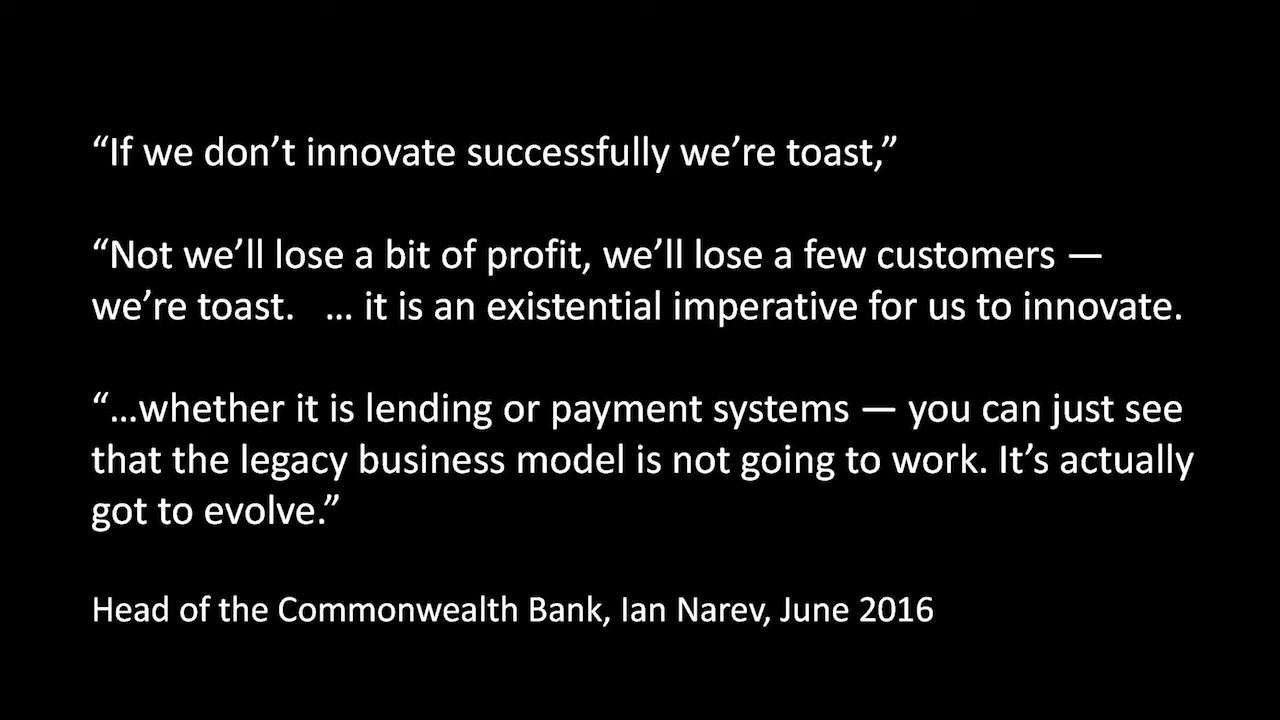 “If we don’t innovate successfully we’re toast,”
“Not we’ll lose a bit of profit, we’ll lose a few customers —
we’re toast.   … it is an existential imperative for us to innovate.
“…whether it is lending or payment systems — you can just see
that the legacy business model is not going to work. It’s actually
got to evolve.”
Head of the Commonwealth Bank, Ian Narev, June 2016